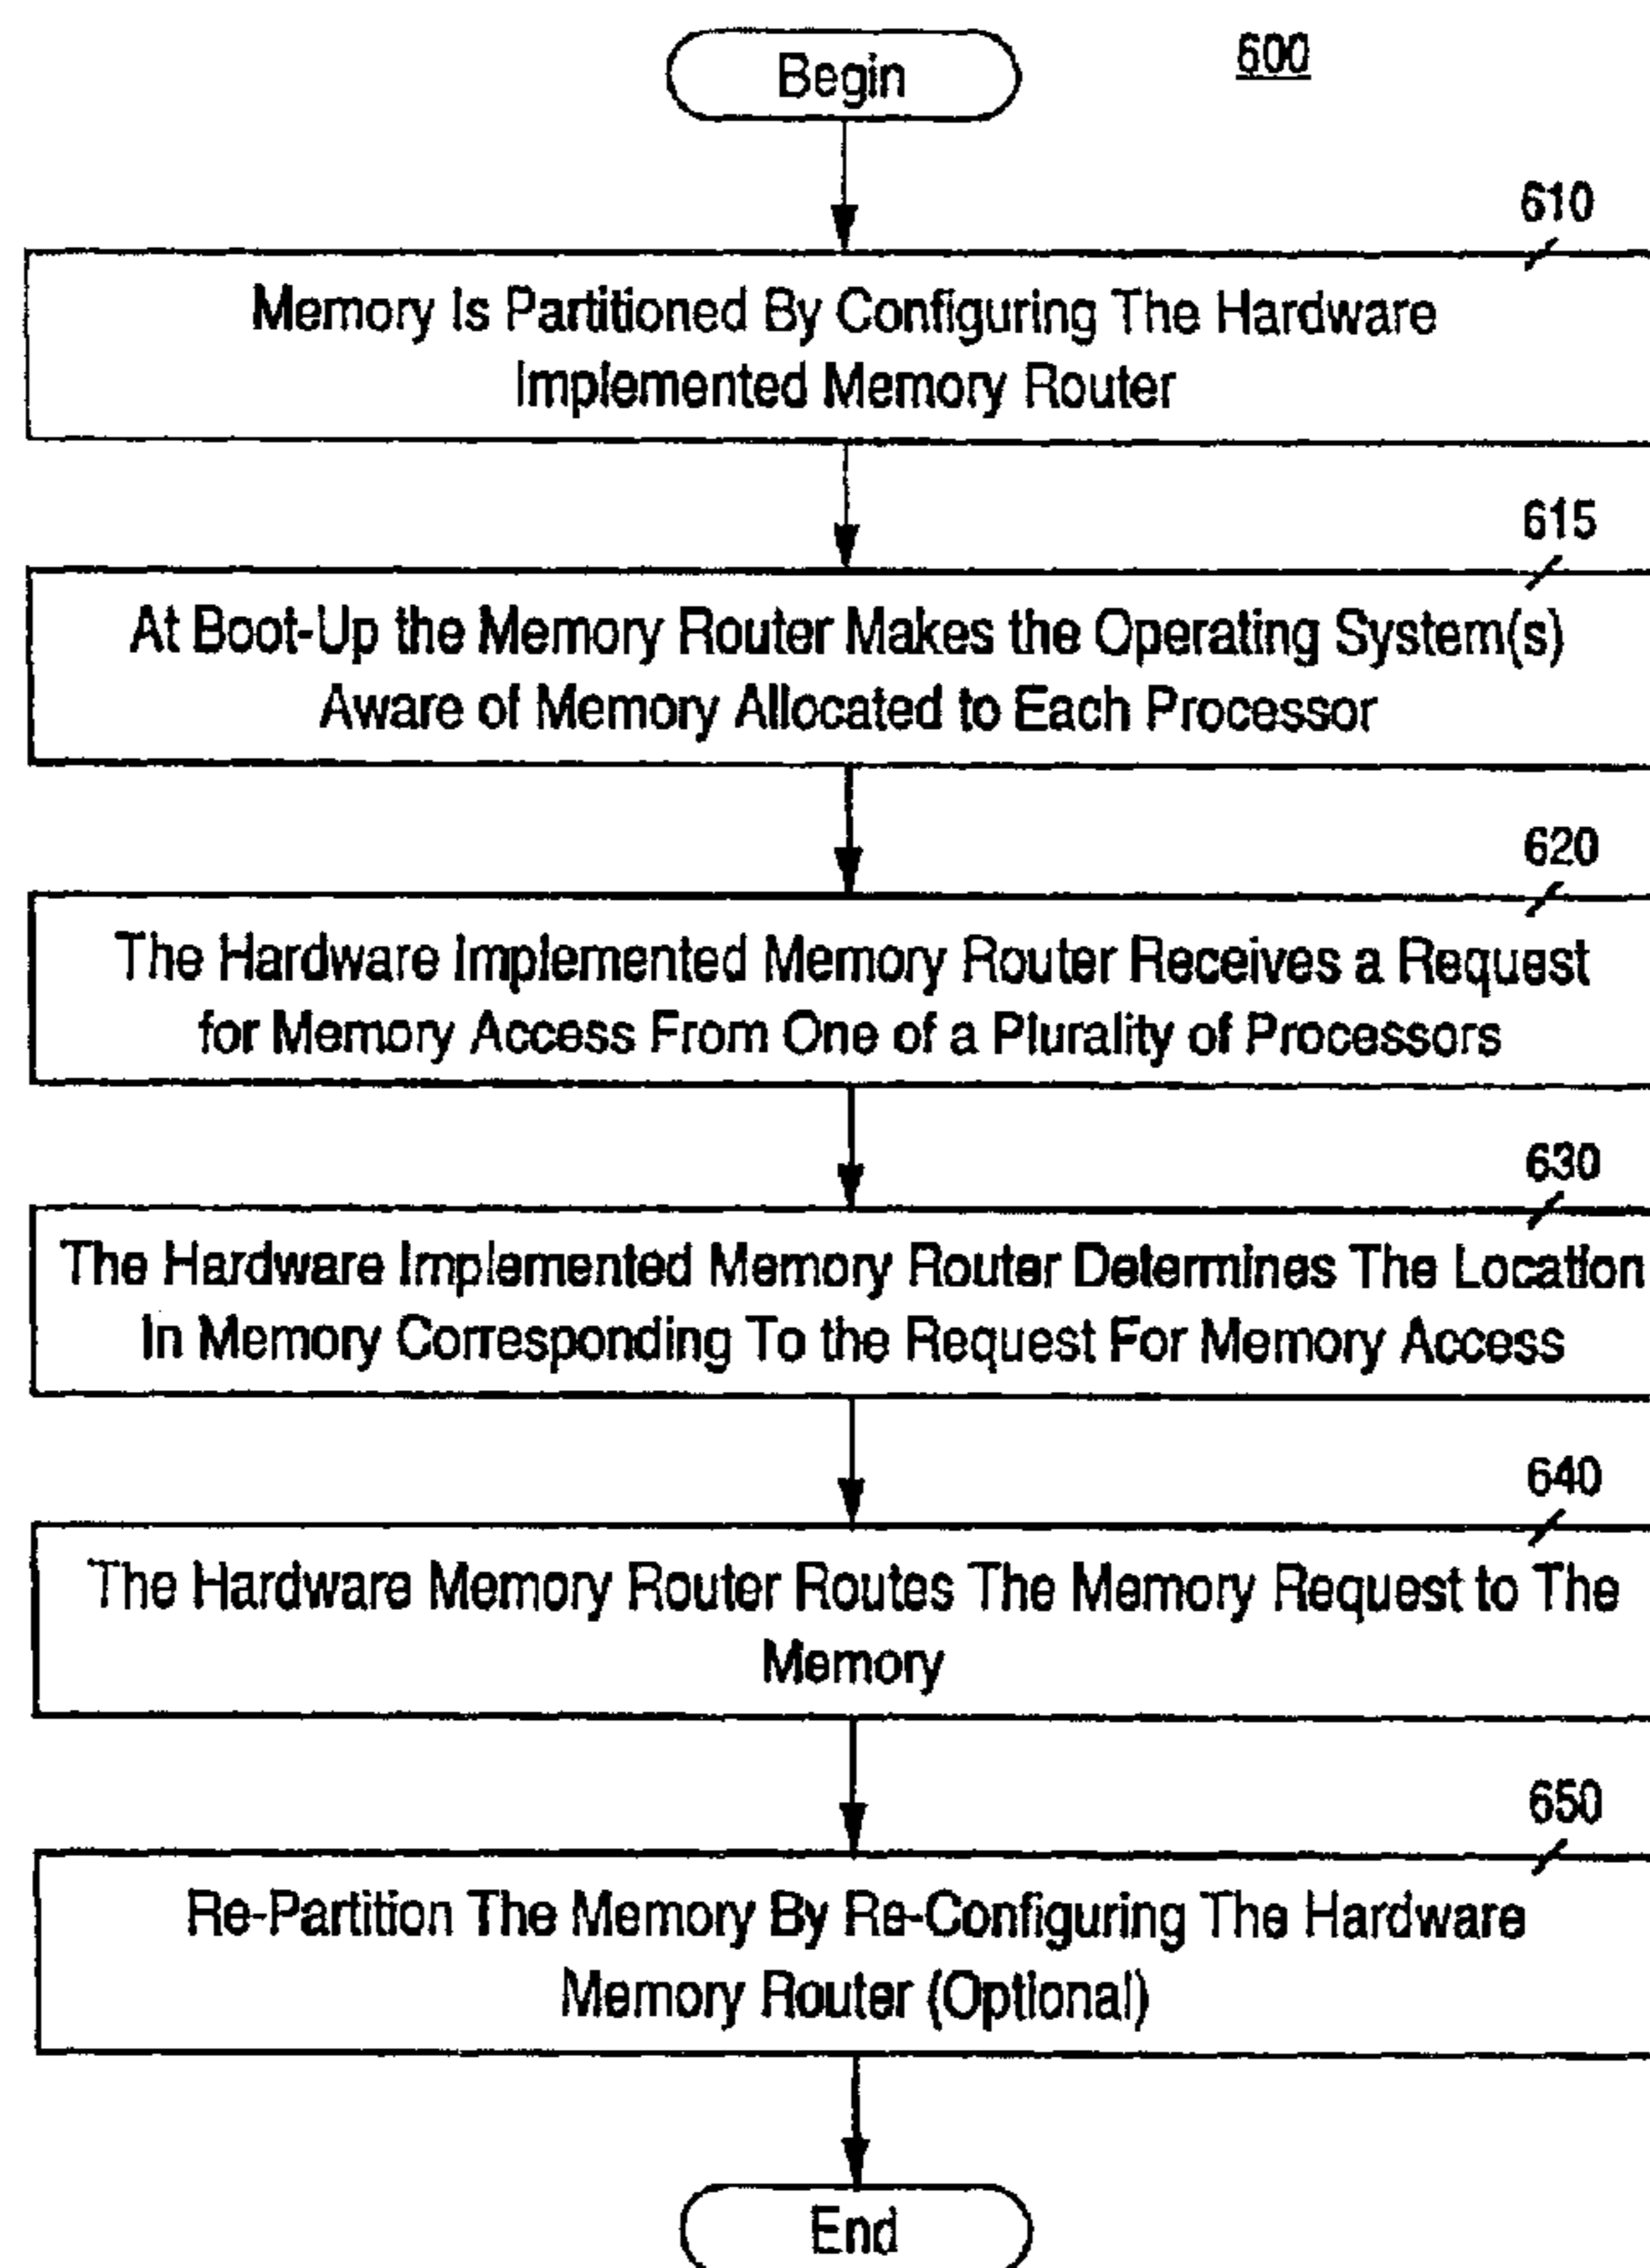 Begin
600
610
Memory Is Partitioned By Configuring The Hardware
Implemented Memory Router
615
At Boot-Up the Memory Router Makes the Operating System(s)
Aware of Memory Allocated to Each Processor
620
The Hardware Implemented Memory Router Receives a Request
for Memory Access From One of a Plurality of Processors
630
The Hardware Implemented Memory Router Determines The Location
In Memory Corresponding To the Request For Memory Access
640
The Hardware Memory Router Routes The Memory Request to The
Memory
650
Re-Partition The Memory By Re-Configuring The Hardware
Memory Router (Optional)
End